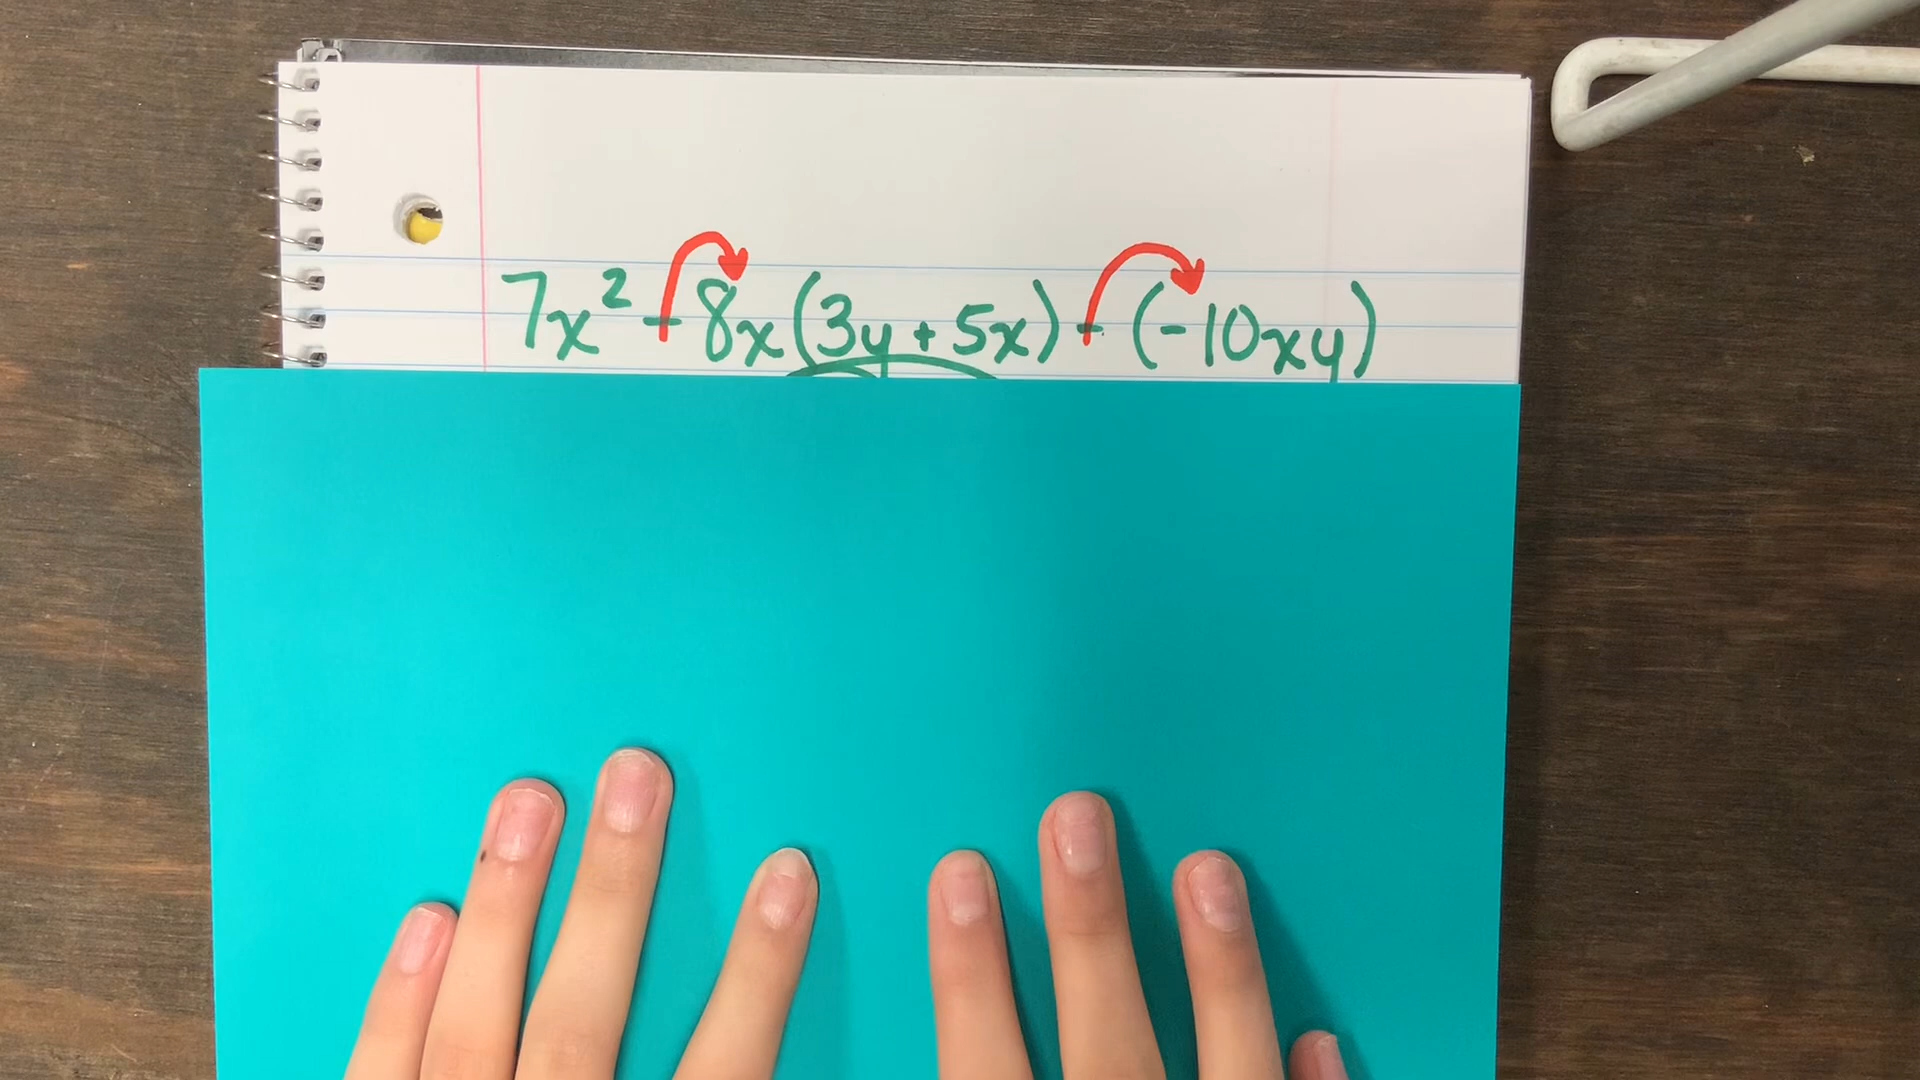 7x² - 8x(3y + 5x) - (-10xy)